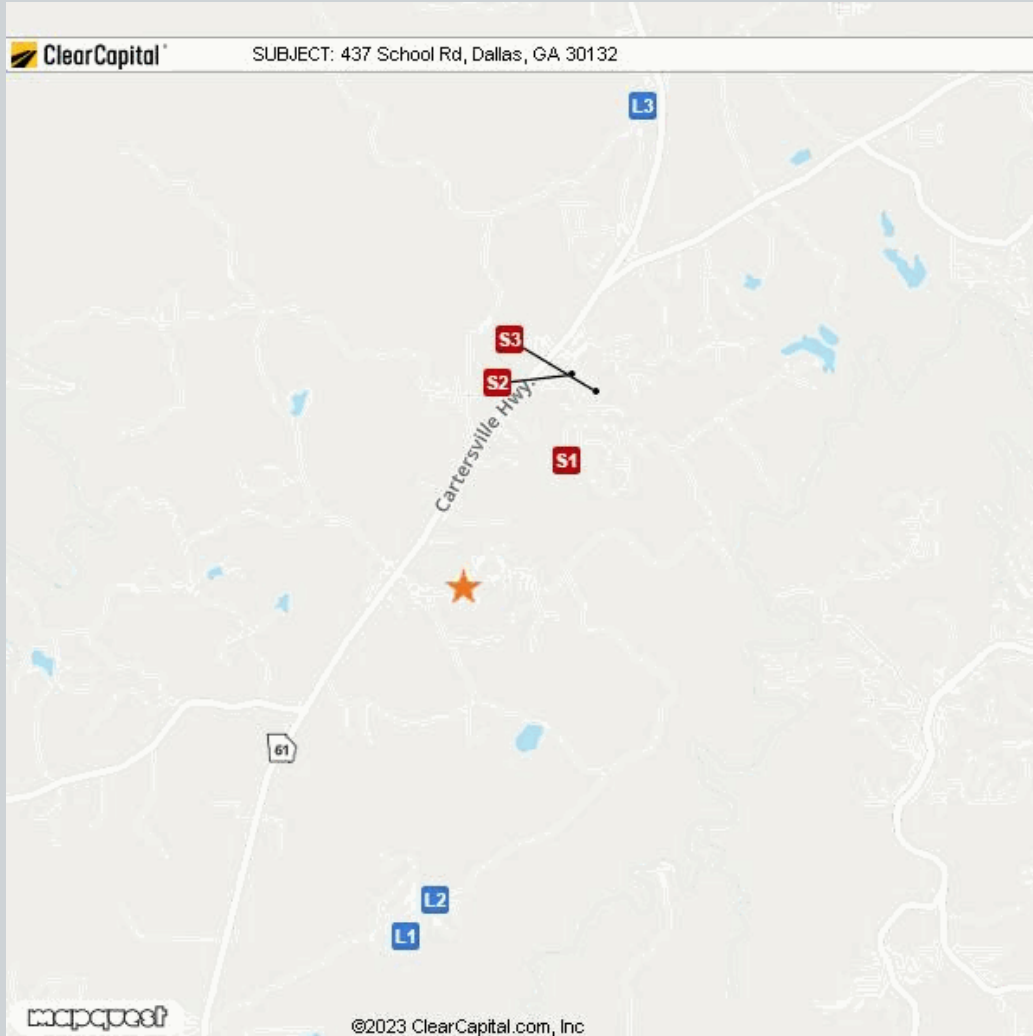 ClearCapital SUBJECT: 437 School Rd, Dallas, GA 30132
L3
S3
S2
Cartersville Hwy.
S1
61
L2
L1
mapquest
©2023 ClearCapital.com, Inc